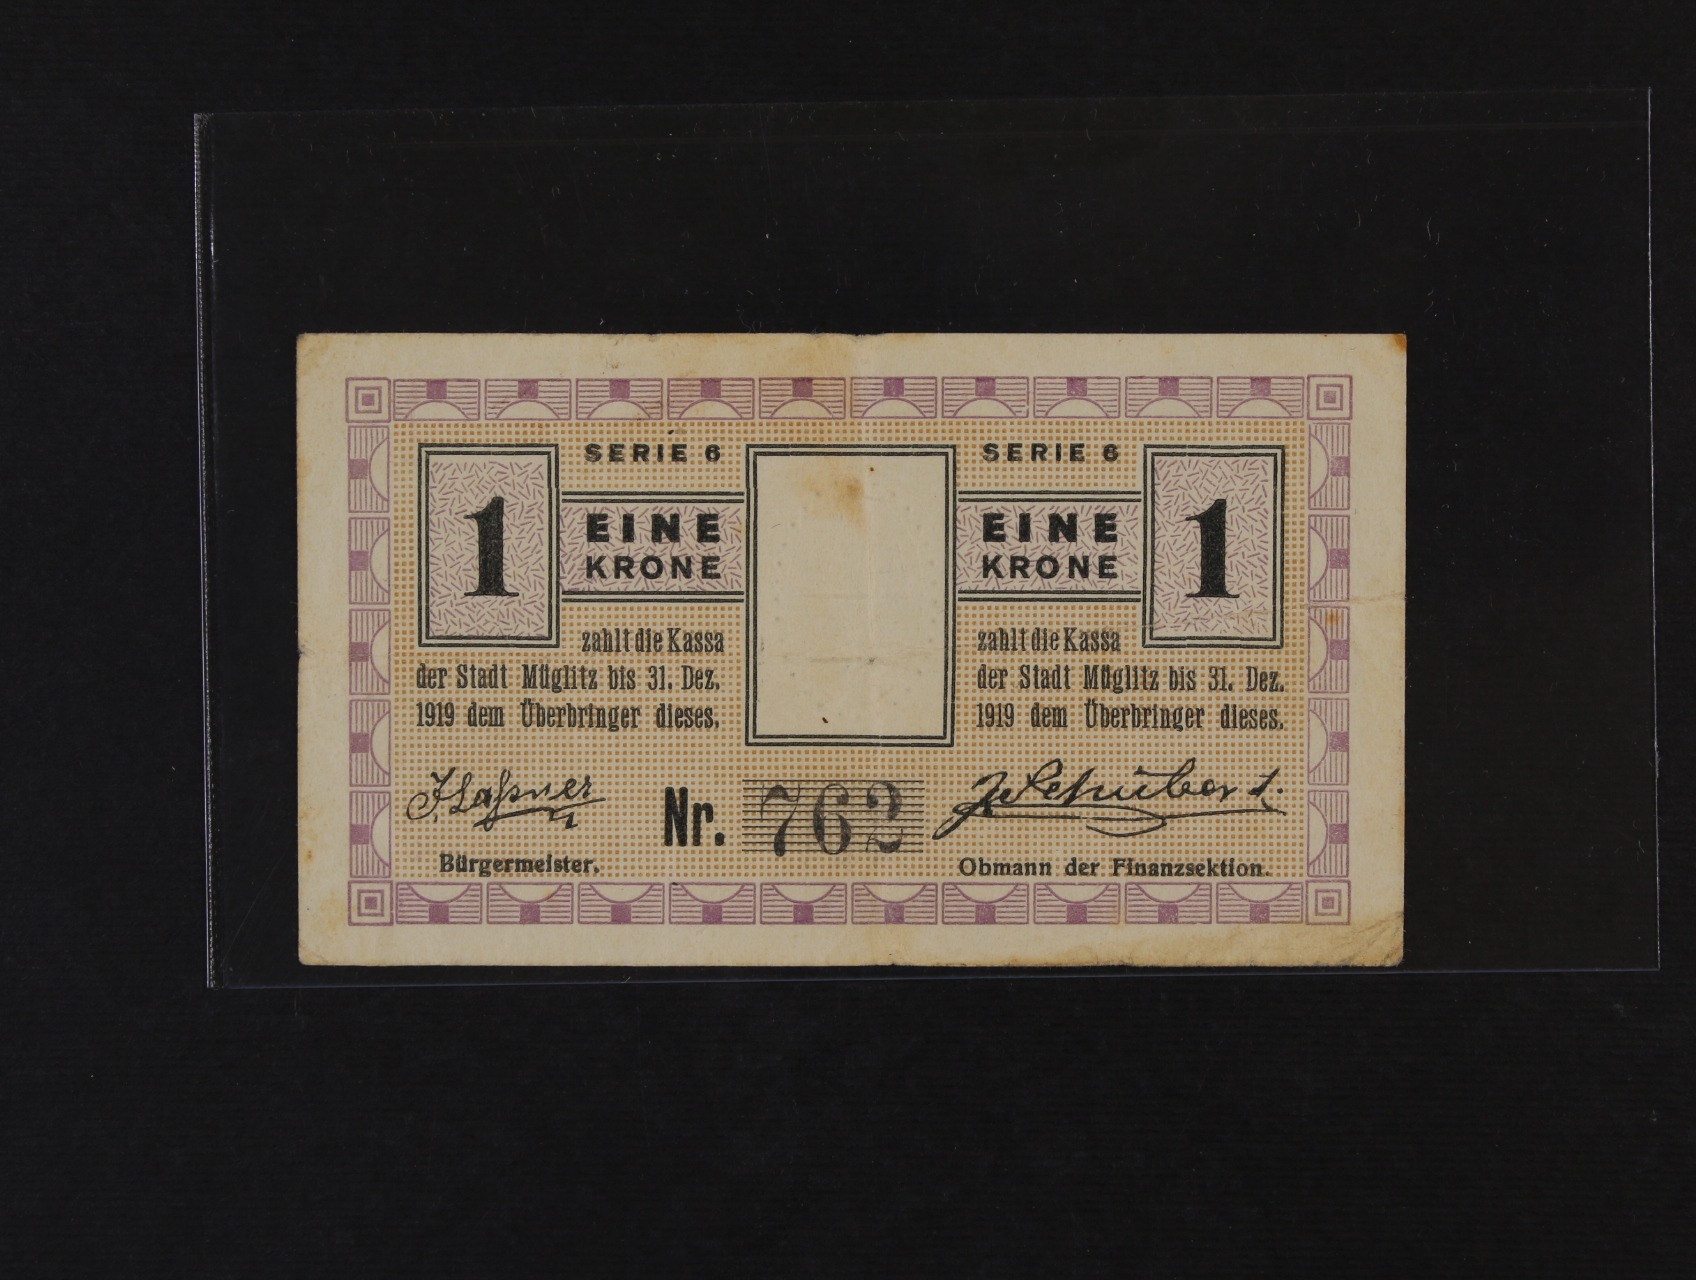 1
SERIE 6
EINE
KRONE
zahlt die Kassa
der Stadt Müglitz bis 31. Dez.
1919 dem Überbringer dieses.
SERIE 6
EINE
KRONE
1
zahlt die Kassa
der Stadt Müglitz bis 31. Dez.
1919 dem Überbringer dieses.
Nr. 762
Bürgermeister.
Obmann der Finanzsektion.